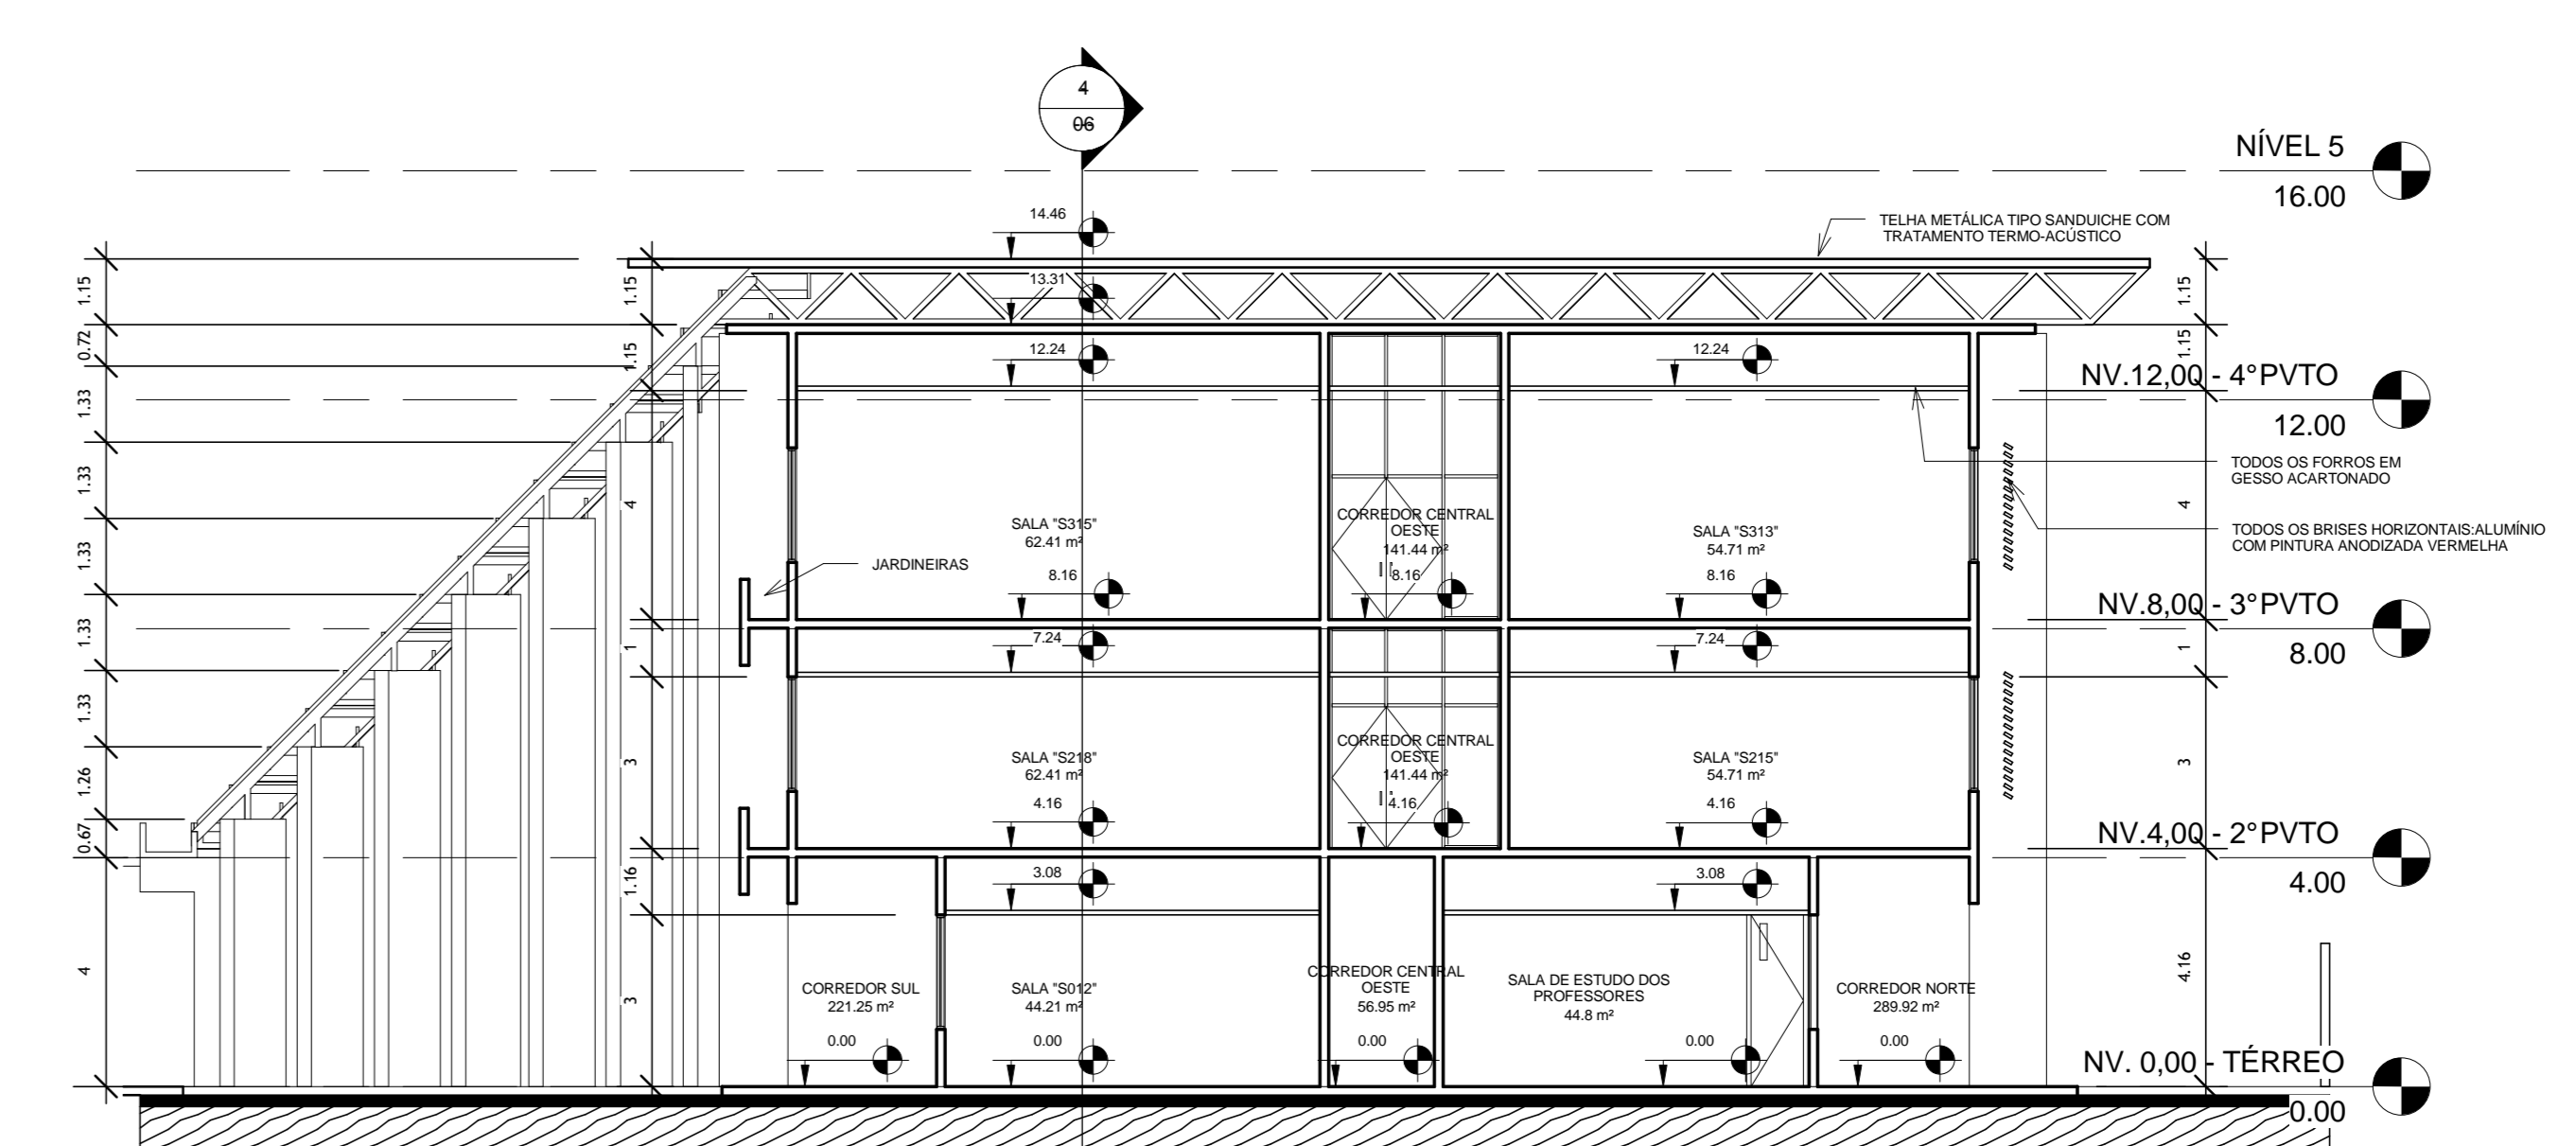 4
06
NÍVEL 5
16.00
14.46
TELHA METÁLICA TIPO SANDUICHE COM
TRATAMENTO TERMO-ACÚSTICO
13.31
1.15
1.15
1.15
0.72
1.15
1.15
12.24
12.24
NV.12,00 - 4°PVTO
12.00
1.33
TODOS OS FORROS EM
GESSO ACARTONADO
1.33
4
4
SALA "S315"
62.41 m²
CORREDOR CENTRAL
OESTE
141.44 m²
SALA "S313"
54.71 m²
TODOS OS BRISES HORIZONTAIS:ALUMÍNIO
COM PINTURA ANODIZADA VERMELHA
JARDINEIRAS
1.33
8.16
8.16
8.16
NV.8,00 - 3°PVTO
8.00
1.33
1
1
7.24
7.24
1.33
SALA "S218"
62.41 m²
CORREDOR CENTRAL
OESTE
141.44 m²
SALA "S215"
54.71 m²
1.26
3
3
4.16
4.16
4.16
0.67
NV.4,00 - 2°PVTO
4.00
1.16
3.08
3.08
4
3
4.16
CORREDOR SUL
221.25 m²
SALA "S012"
44.21 m²
CORREDOR CENTRAL
OESTE
56.95 m²
SALA DE ESTUDO DOS
PROFESSORES
44.8 m²
CORREDOR NORTE
289.92 m²
0.00
0.00
0.00
0.00
0.00
NV. 0,00 - TÉRREO
0.00